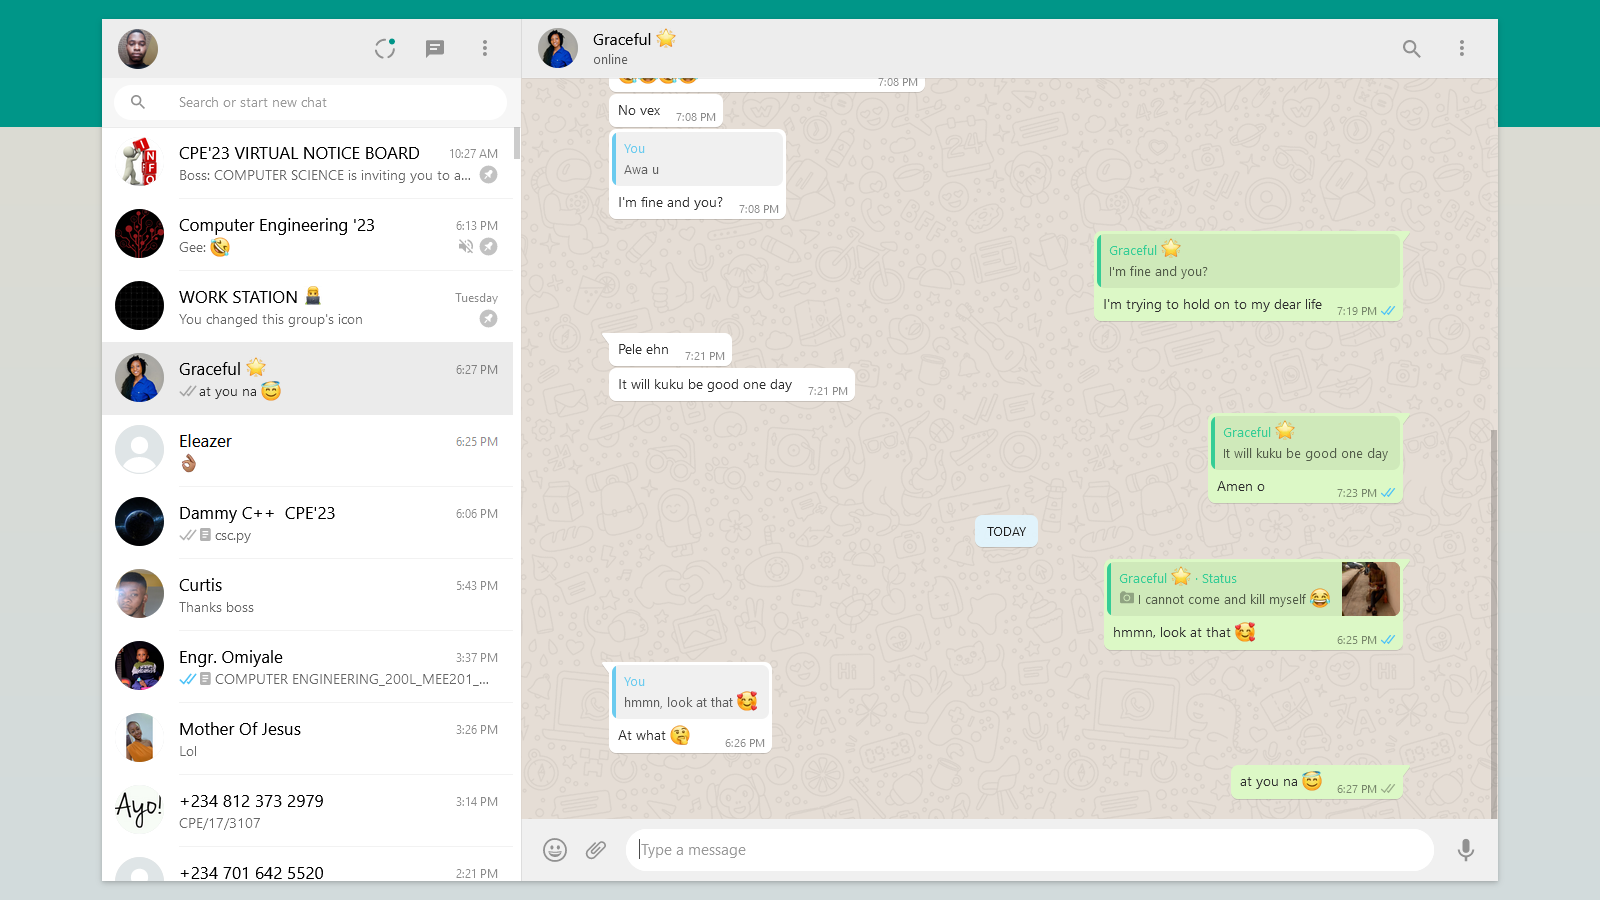 Search or start new chat
CPE'23 VIRTUAL NOTICE BOARD 10:27 AM
Boss: COMPUTER SCIENCE is inviting you to a...
Computer Engineering '23 6:13 PM
Gee: 🤣
WORK STATION 👨‍💻 Tuesday
You changed this group's icon
Graceful 🌟 6:27 PM
at you na 😇
Eleazer 6:25 PM
👌🏾
Dammy C++ CPE'23 6:06 PM
csc.py
Curtis 5:43 PM
Thanks boss
Engr. Omiyale 3:37 PM
COMPUTER ENGINEERING_200L_MEE201_...
Mother Of Jesus 3:26 PM
Lol
Ayo!
+234 812 373 2979 3:14 PM
CPE/17/3107
+234 701 642 5520 2:21 PM
Graceful 🌟
online
7:08 PM
No vex 7:08 PM
You
Awa u
I'm fine and you? 7:08 PM
Graceful 🌟
I'm fine and you?
I'm trying to hold on to my dear life 7:19 PM
Pele ehn 7:21 PM
It will kuku be good one day 7:21 PM
Graceful 🌟
It will kuku be good one day
Amen o 7:23 PM
TODAY
Graceful 🌟 · Status
I cannot come and kill myself 😂
hmmn, look at that 🥰 6:25 PM
You
hmmn, look at that 🥰
At what 🤔 6:26 PM
at you na 😇 6:27 PM
Type a message